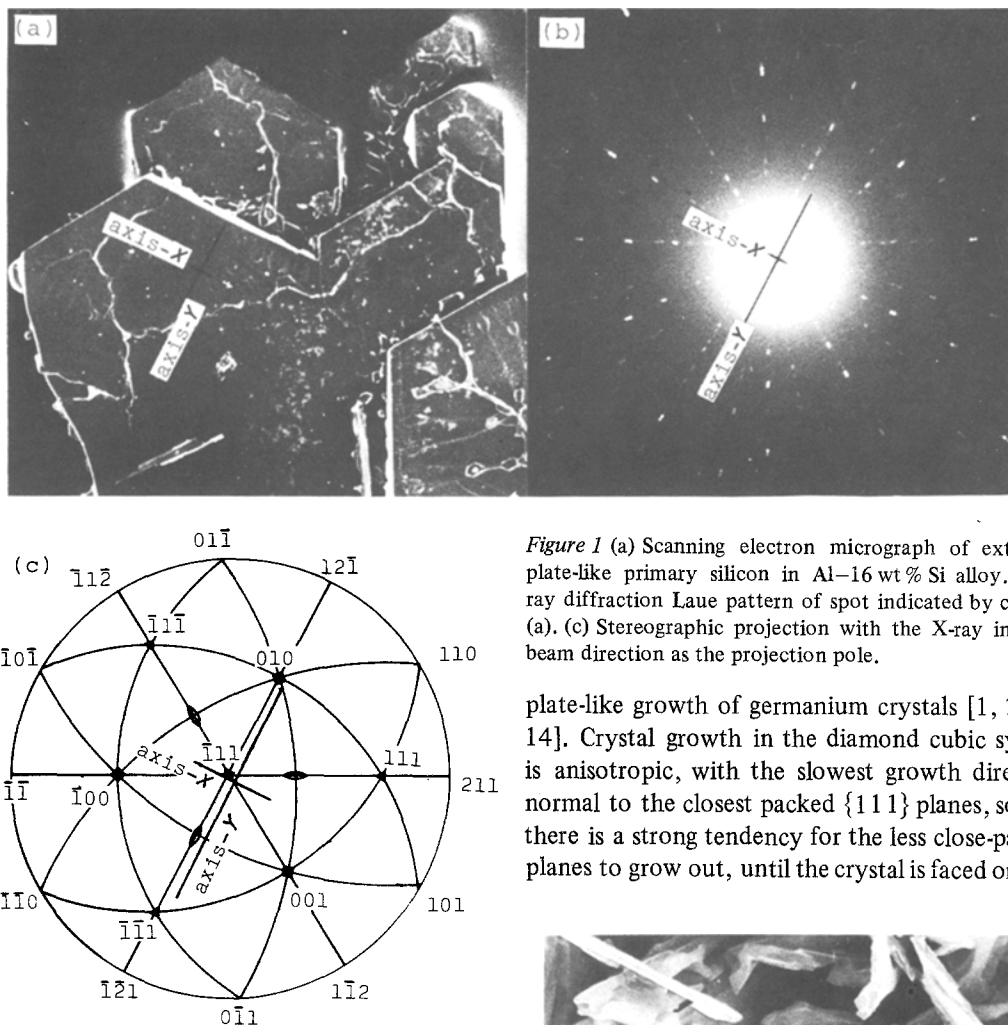 (a)
axis-X
axis-Y
(b)
axis-X
axis-Y
(c)
01̄1̄
1̄12̄
121̄
1̄11̄
1̄01̄
010
110
axis-X
1̄11
111
1̄00
211
axis-Y
1̄1̄0
001
101
1̄1̄1
1̄2̄1
11̄2
01̄1
Figure 1 (a) Scanning electron micrograph of ext
plate-like primary silicon in Al–16 wt % Si alloy.
ray diffraction Laue pattern of spot indicated by c
(a). (c) Stereographic projection with the X-ray in
beam direction as the projection pole.
plate-like growth of germanium crystals [1,
14]. Crystal growth in the diamond cubic sy
is anisotropic, with the slowest growth dire
normal to the closest packed {111} planes, so
there is a strong tendency for the less close-pa
planes to grow out, until the crystal is faced o